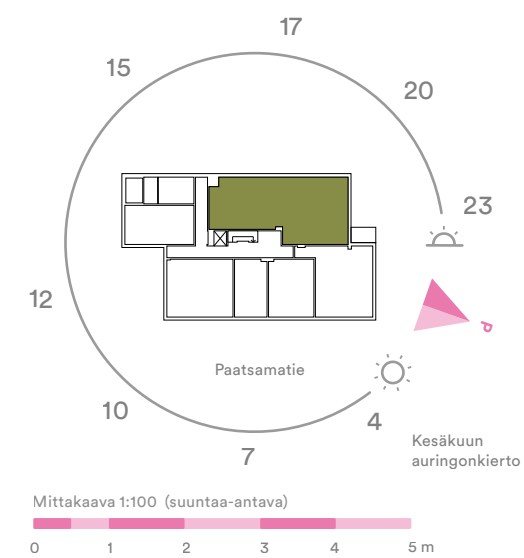 17
15
20
23
12
P
Paatsamatie
10
4
7
Kesäkuun
auringonkierto
Mittakaava 1:100 (suuntaa-antava)
0 1 2 3 4 5 m